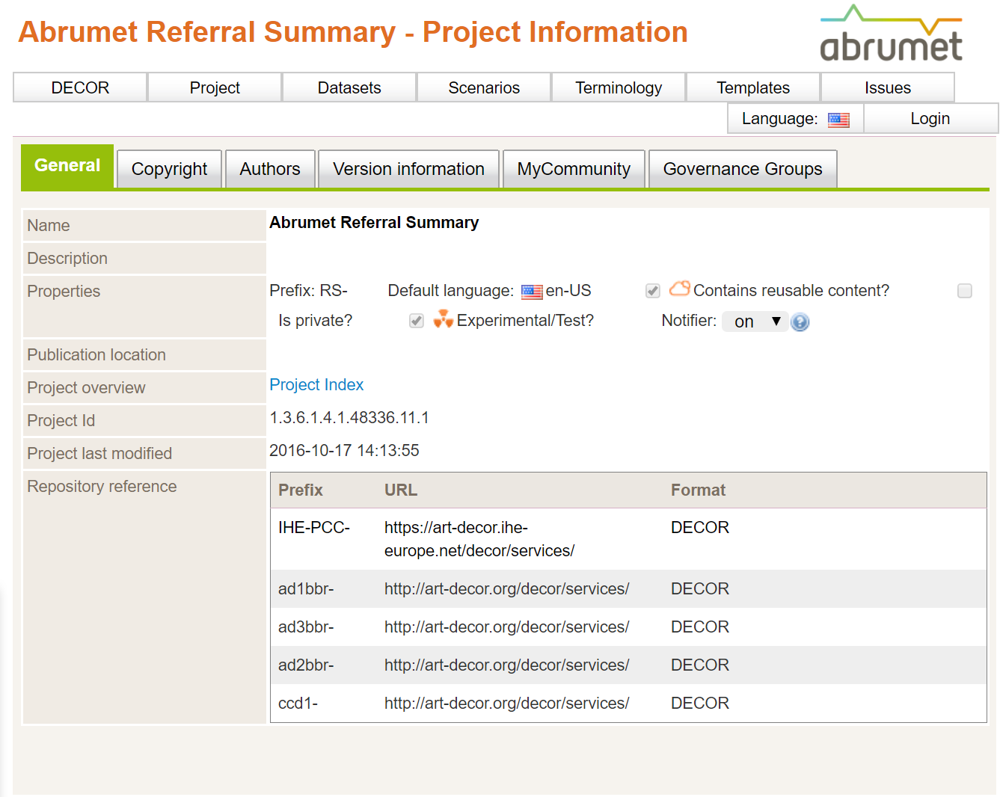 Abrumet Referral Summary - Project Information
abrumet
DECOR Project Datasets Scenarios Terminology Templates Issues
Language: Login
General Copyright Authors Version information MyCommunity Governance Groups
Name Abrumet Referral Summary
Description
Properties Prefix: RS- Default language: en-US Contains reusable content?
Is private? Experimental/Test? Notifier: on ?
Publication location
Project overview Project Index
Project Id 1.3.6.1.4.1.48336.11.1
Project last modified 2016-10-17 14:13:55
Repository reference
Prefix URL Format
IHE-PCC- https://art-decor.ihe- DECOR
europe.net/decor/services/
ad1bbr- http://art-decor.org/decor/services/ DECOR
ad3bbr- http://art-decor.org/decor/services/ DECOR
ad2bbr- http://art-decor.org/decor/services/ DECOR
ccd1- http://art-decor.org/decor/services/ DECOR